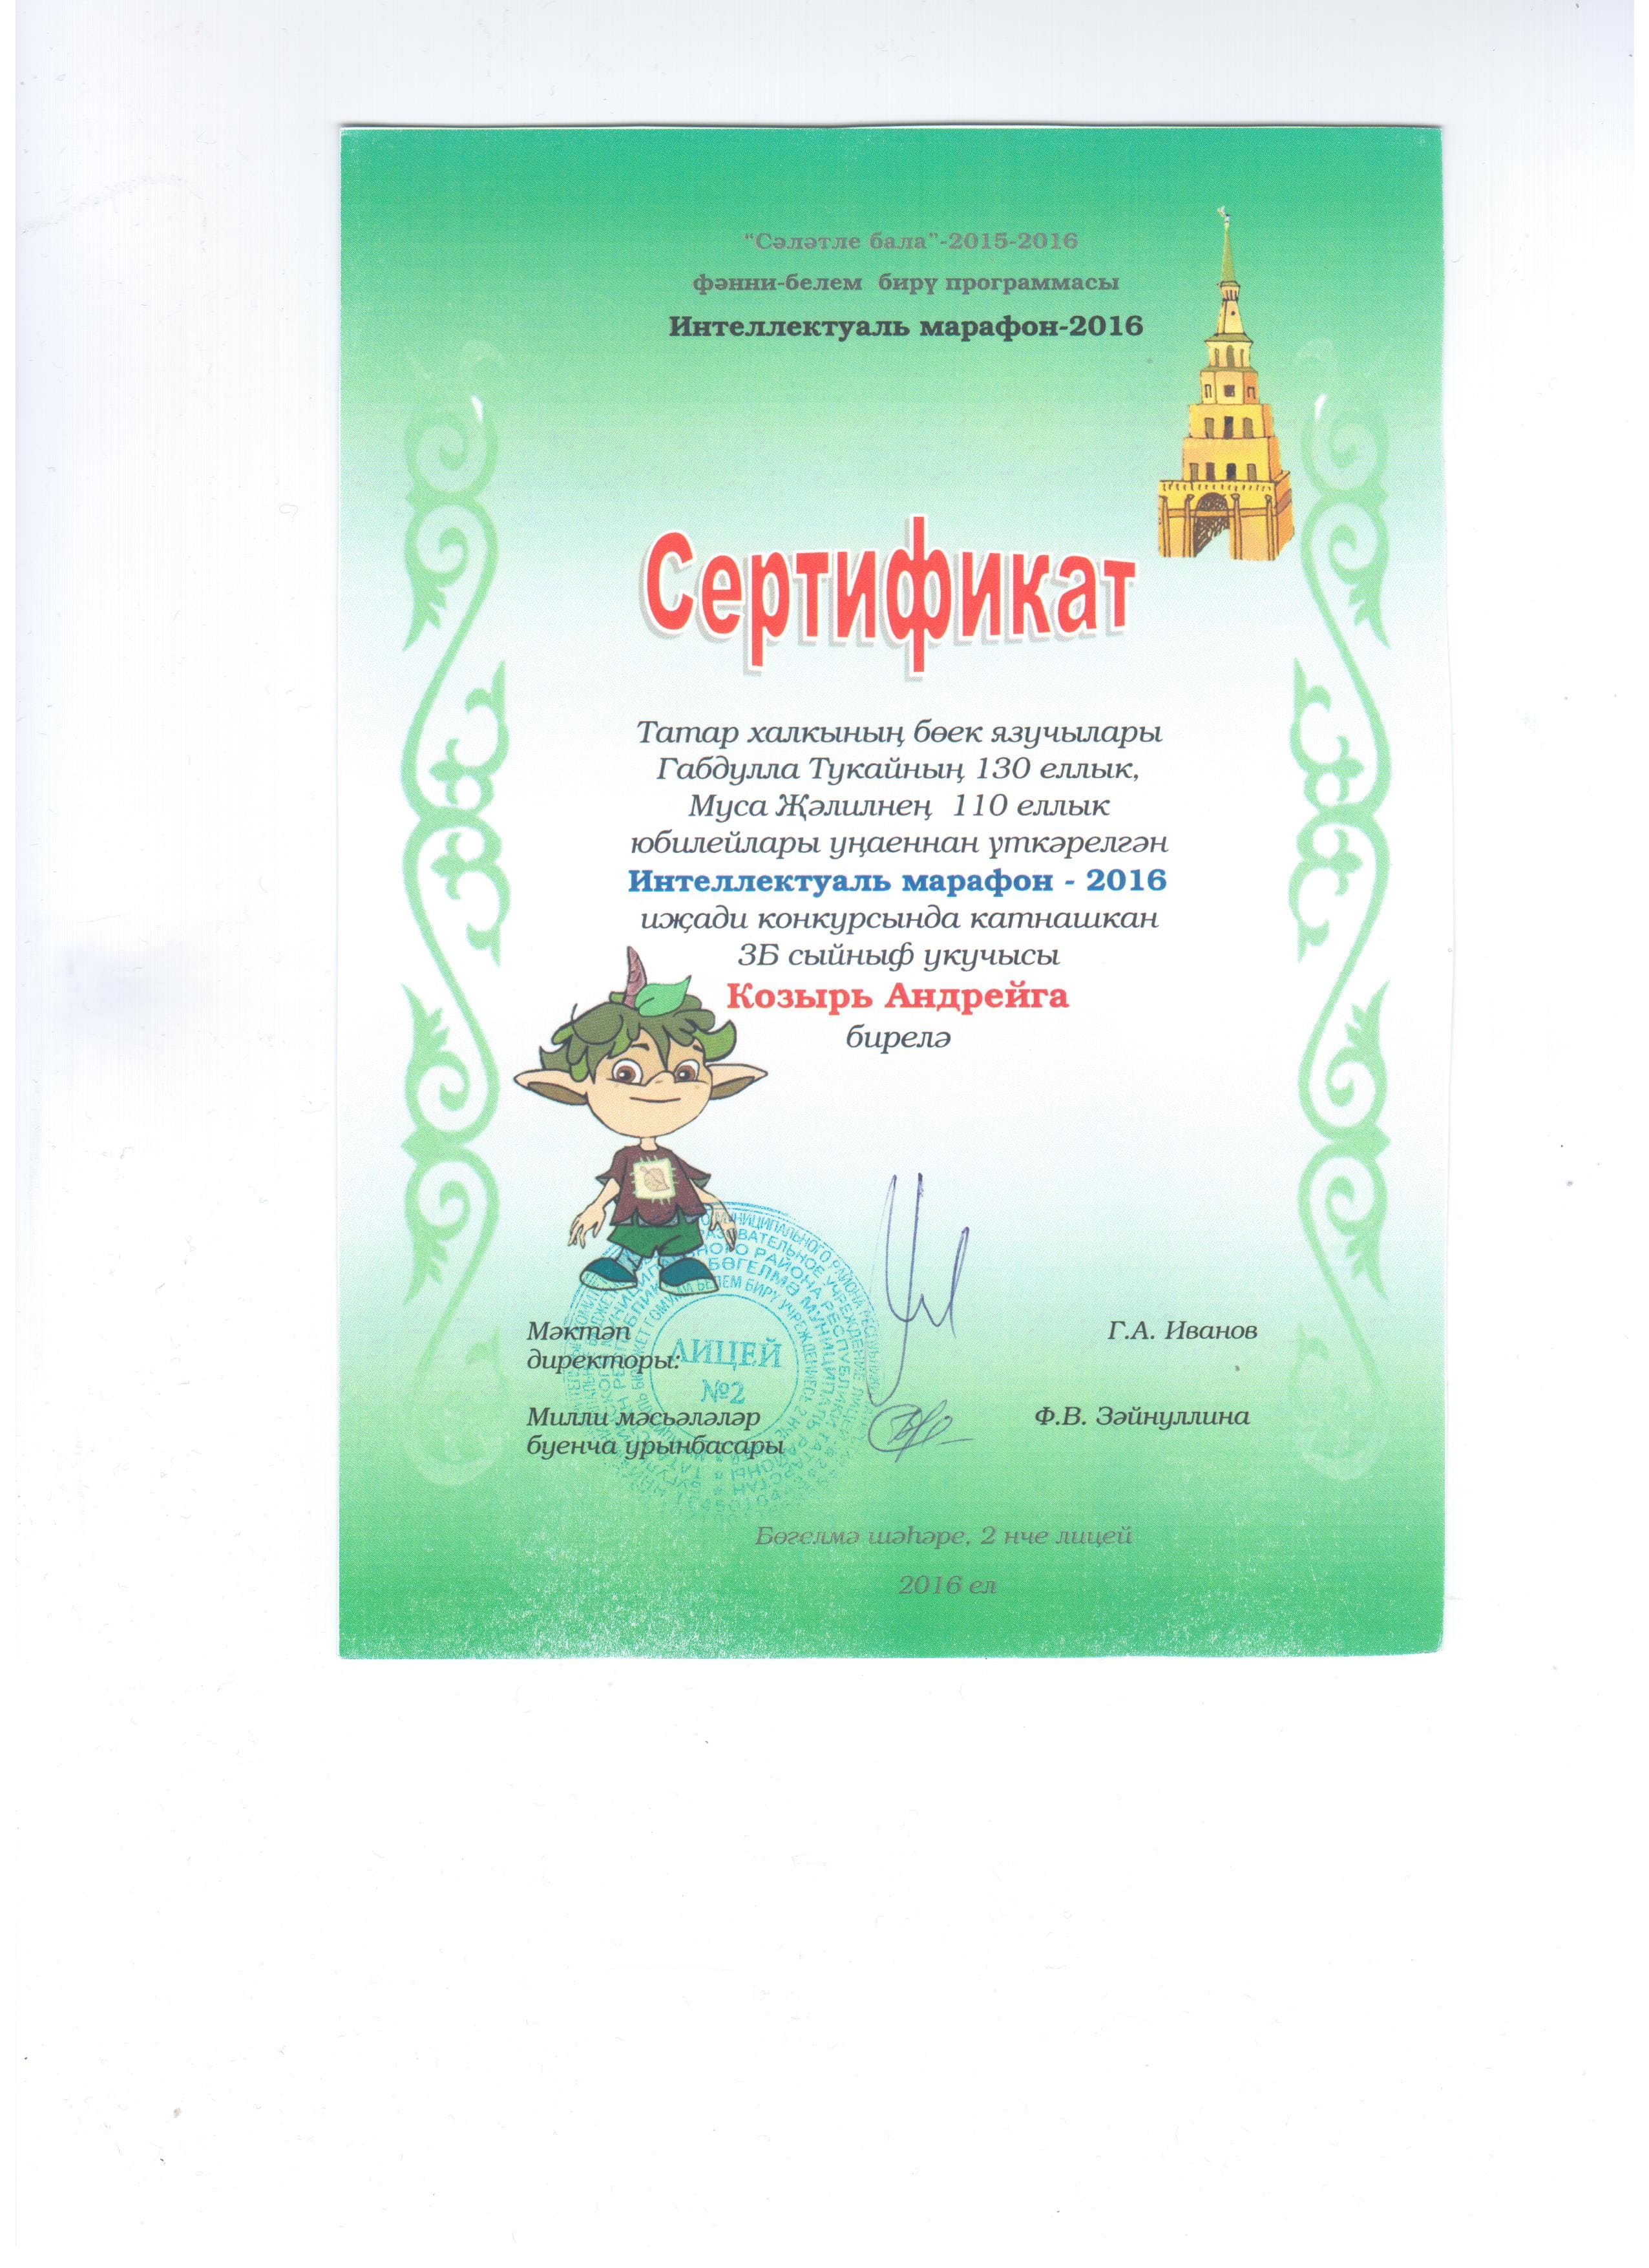 “Сәләтле бала”-2015-2016
фәнни-белем бирү программасы
Интеллектуаль марафон-2016
Сертификат
Татар халкының бөек язучылары
Габдулла Тукайның 130 еллык,
Муса Җәлилнең 110 еллык
юбилейлары уңаеннан үткәрелгән
Интеллектуаль марафон - 2016
иҗади конкурсында катнашкан
3Б сыйныф укучысы
Козырь Андрейга
бирелә
Мәктәп
директоры:
Г.А. Иванов
ЛИЦЕЙ
№2
Милли мәсьәләләр
буенча урынбасары
Ф.В. Зәйнуллина
Бөгелмә шәһәре, 2 нче лицей
2016 ел